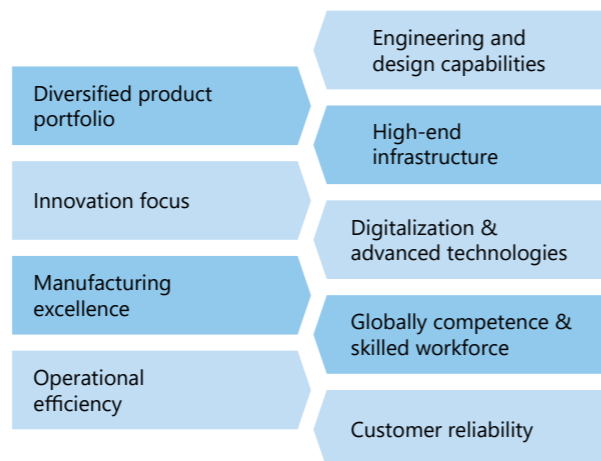 Engineering and
design capabilities
Diversified product
portfolio
High-end
infrastructure
Innovation focus
Digitalization &
advanced technologies
Manufacturing
excellence
Globally competence &
skilled workforce
Operational
efficiency
Customer reliability